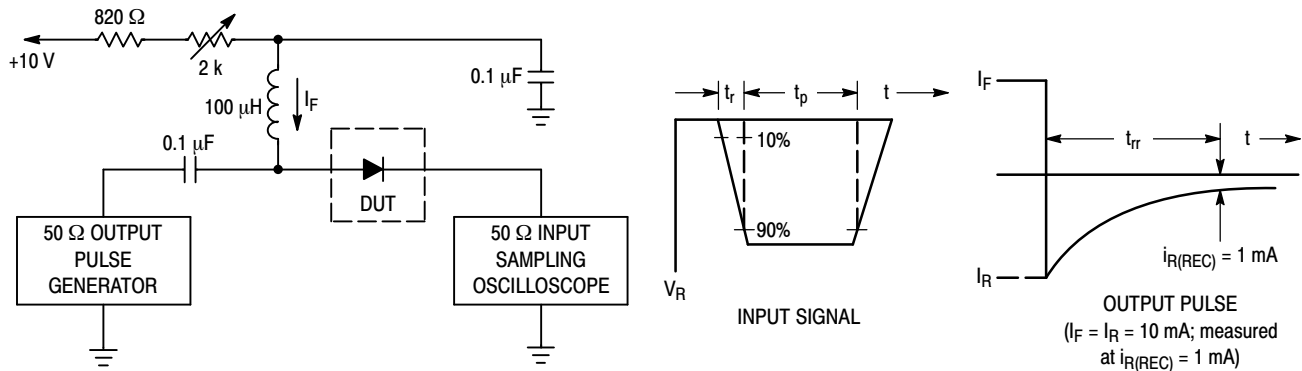 820 Ω
+10 V
2 k
0.1 μF
100 μH
I_F
0.1 μF
DUT
50 Ω OUTPUT
PULSE
GENERATOR
50 Ω INPUT
SAMPLING
OSCILLOSCOPE
t_r
t_p
t
10%
90%
V_R
INPUT SIGNAL
I_F
t_rr
t
i_R(REC) = 1 mA
I_R
OUTPUT PULSE
(I_F = I_R = 10 mA; measured
at i_R(REC) = 1 mA)